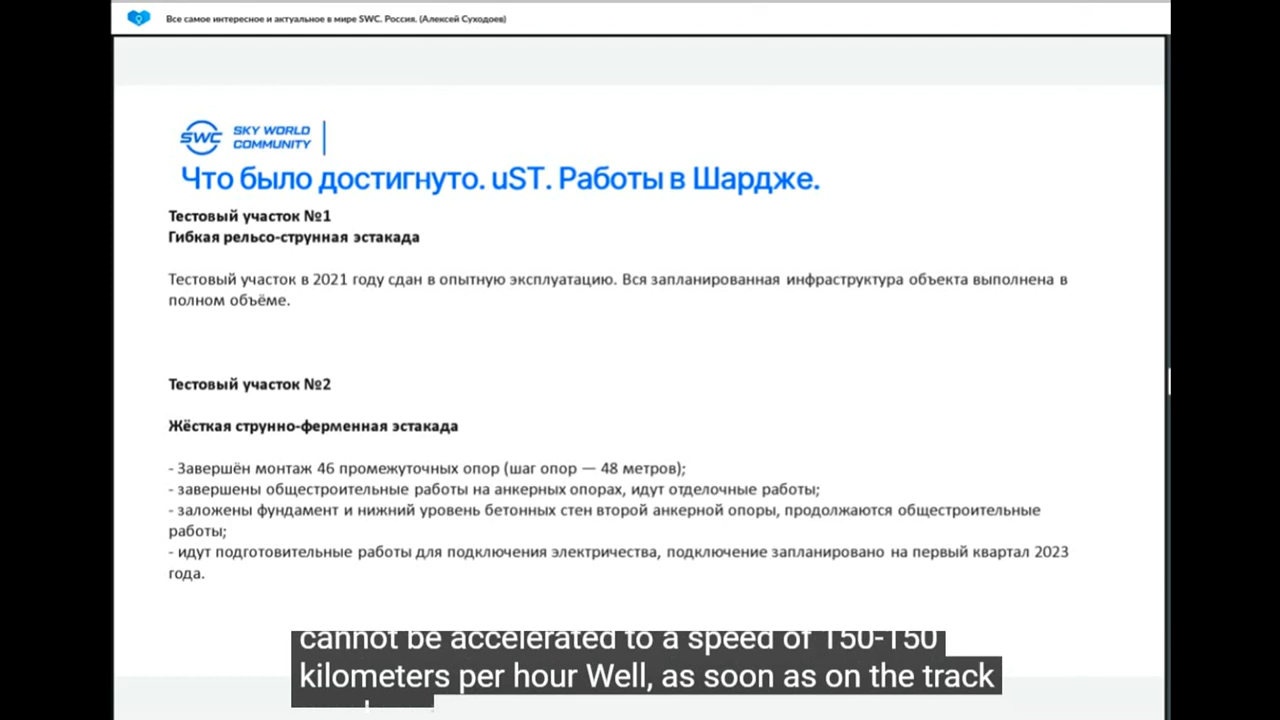 Все самое интересное и актуальное в мире SWC. Россия. (Алексей Суходоев)
SWC SKY WORLD
COMMUNITY
Что было достигнуто. uST. Работы в Шардже.
Тестовый участок №1
Гибкая рельсо-струнная эстакада
Тестовый участок в 2021 году сдан в опытную эксплуатацию. Вся запланированная инфраструктура объекта выполнена в
полном объёме.
Тестовый участок №2
Жёсткая струнно-ферменная эстакада
- Завершён монтаж 46 промежуточных опор (шаг опор — 48 метров);
- завершены общестроительные работы на анкерных опорах, идут отделочные работы;
- заложены фундамент и нижний уровень бетонных стен второй анкерной опоры, продолжаются общестроительные
работы;
- идут подготовительные работы для подключения электричества, подключение запланировано на первый квартал 2023
года.
cannot be accelerated to a speed of 150-150
kilometers per hour Well, as soon as on the track